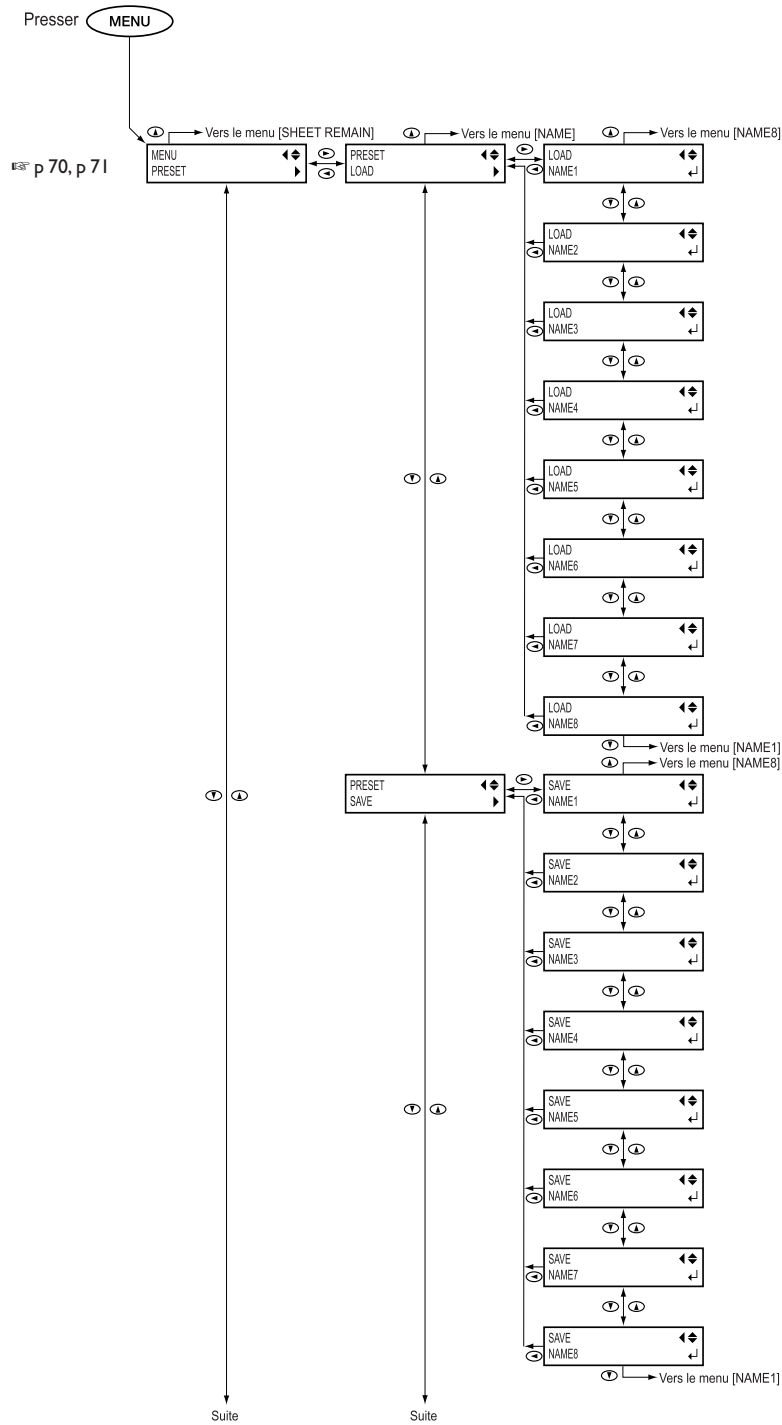 Presser MENU
Vers le menu [SHEET REMAIN]
Vers le menu [NAME]
Vers le menu [NAME8]
☞ p 70, p 71
MENU
PRESET
PRESET
LOAD
LOAD
NAME1
LOAD
NAME2
LOAD
NAME3
LOAD
NAME4
LOAD
NAME5
LOAD
NAME6
LOAD
NAME7
LOAD
NAME8
Vers le menu [NAME1]
Vers le menu [NAME8]
PRESET
SAVE
SAVE
NAME1
SAVE
NAME2
SAVE
NAME3
SAVE
NAME4
SAVE
NAME5
SAVE
NAME6
SAVE
NAME7
SAVE
NAME8
Vers le menu [NAME1]
Suite
Suite